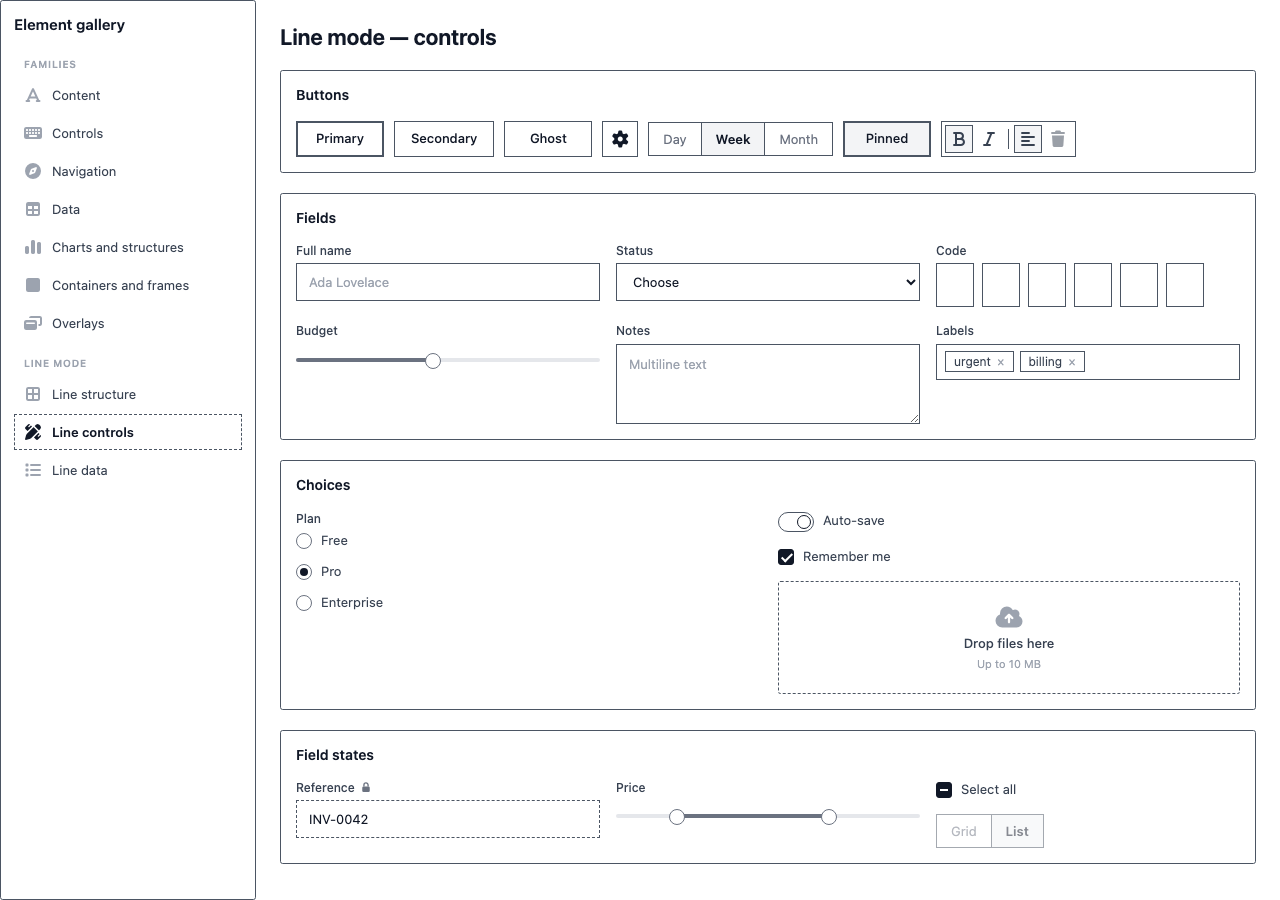 Element gallery
FAMILIES
Content
Controls
Navigation
Data
Charts and structures
Containers and frames
Overlays
LINE MODE
Line structure
Line controls
Line data
Line mode — controls
Buttons
Primary Secondary Ghost Day Week Month Pinned B I
Fields
Full name Status Code
Ada Lovelace Choose
Budget Notes Labels
Multiline text urgent × billing ×
Choices
Plan
Free
Pro
Enterprise
Auto-save
Remember me
Drop files here
Up to 10 MB
Field states
Reference Price Select all
INV-0042 Grid List